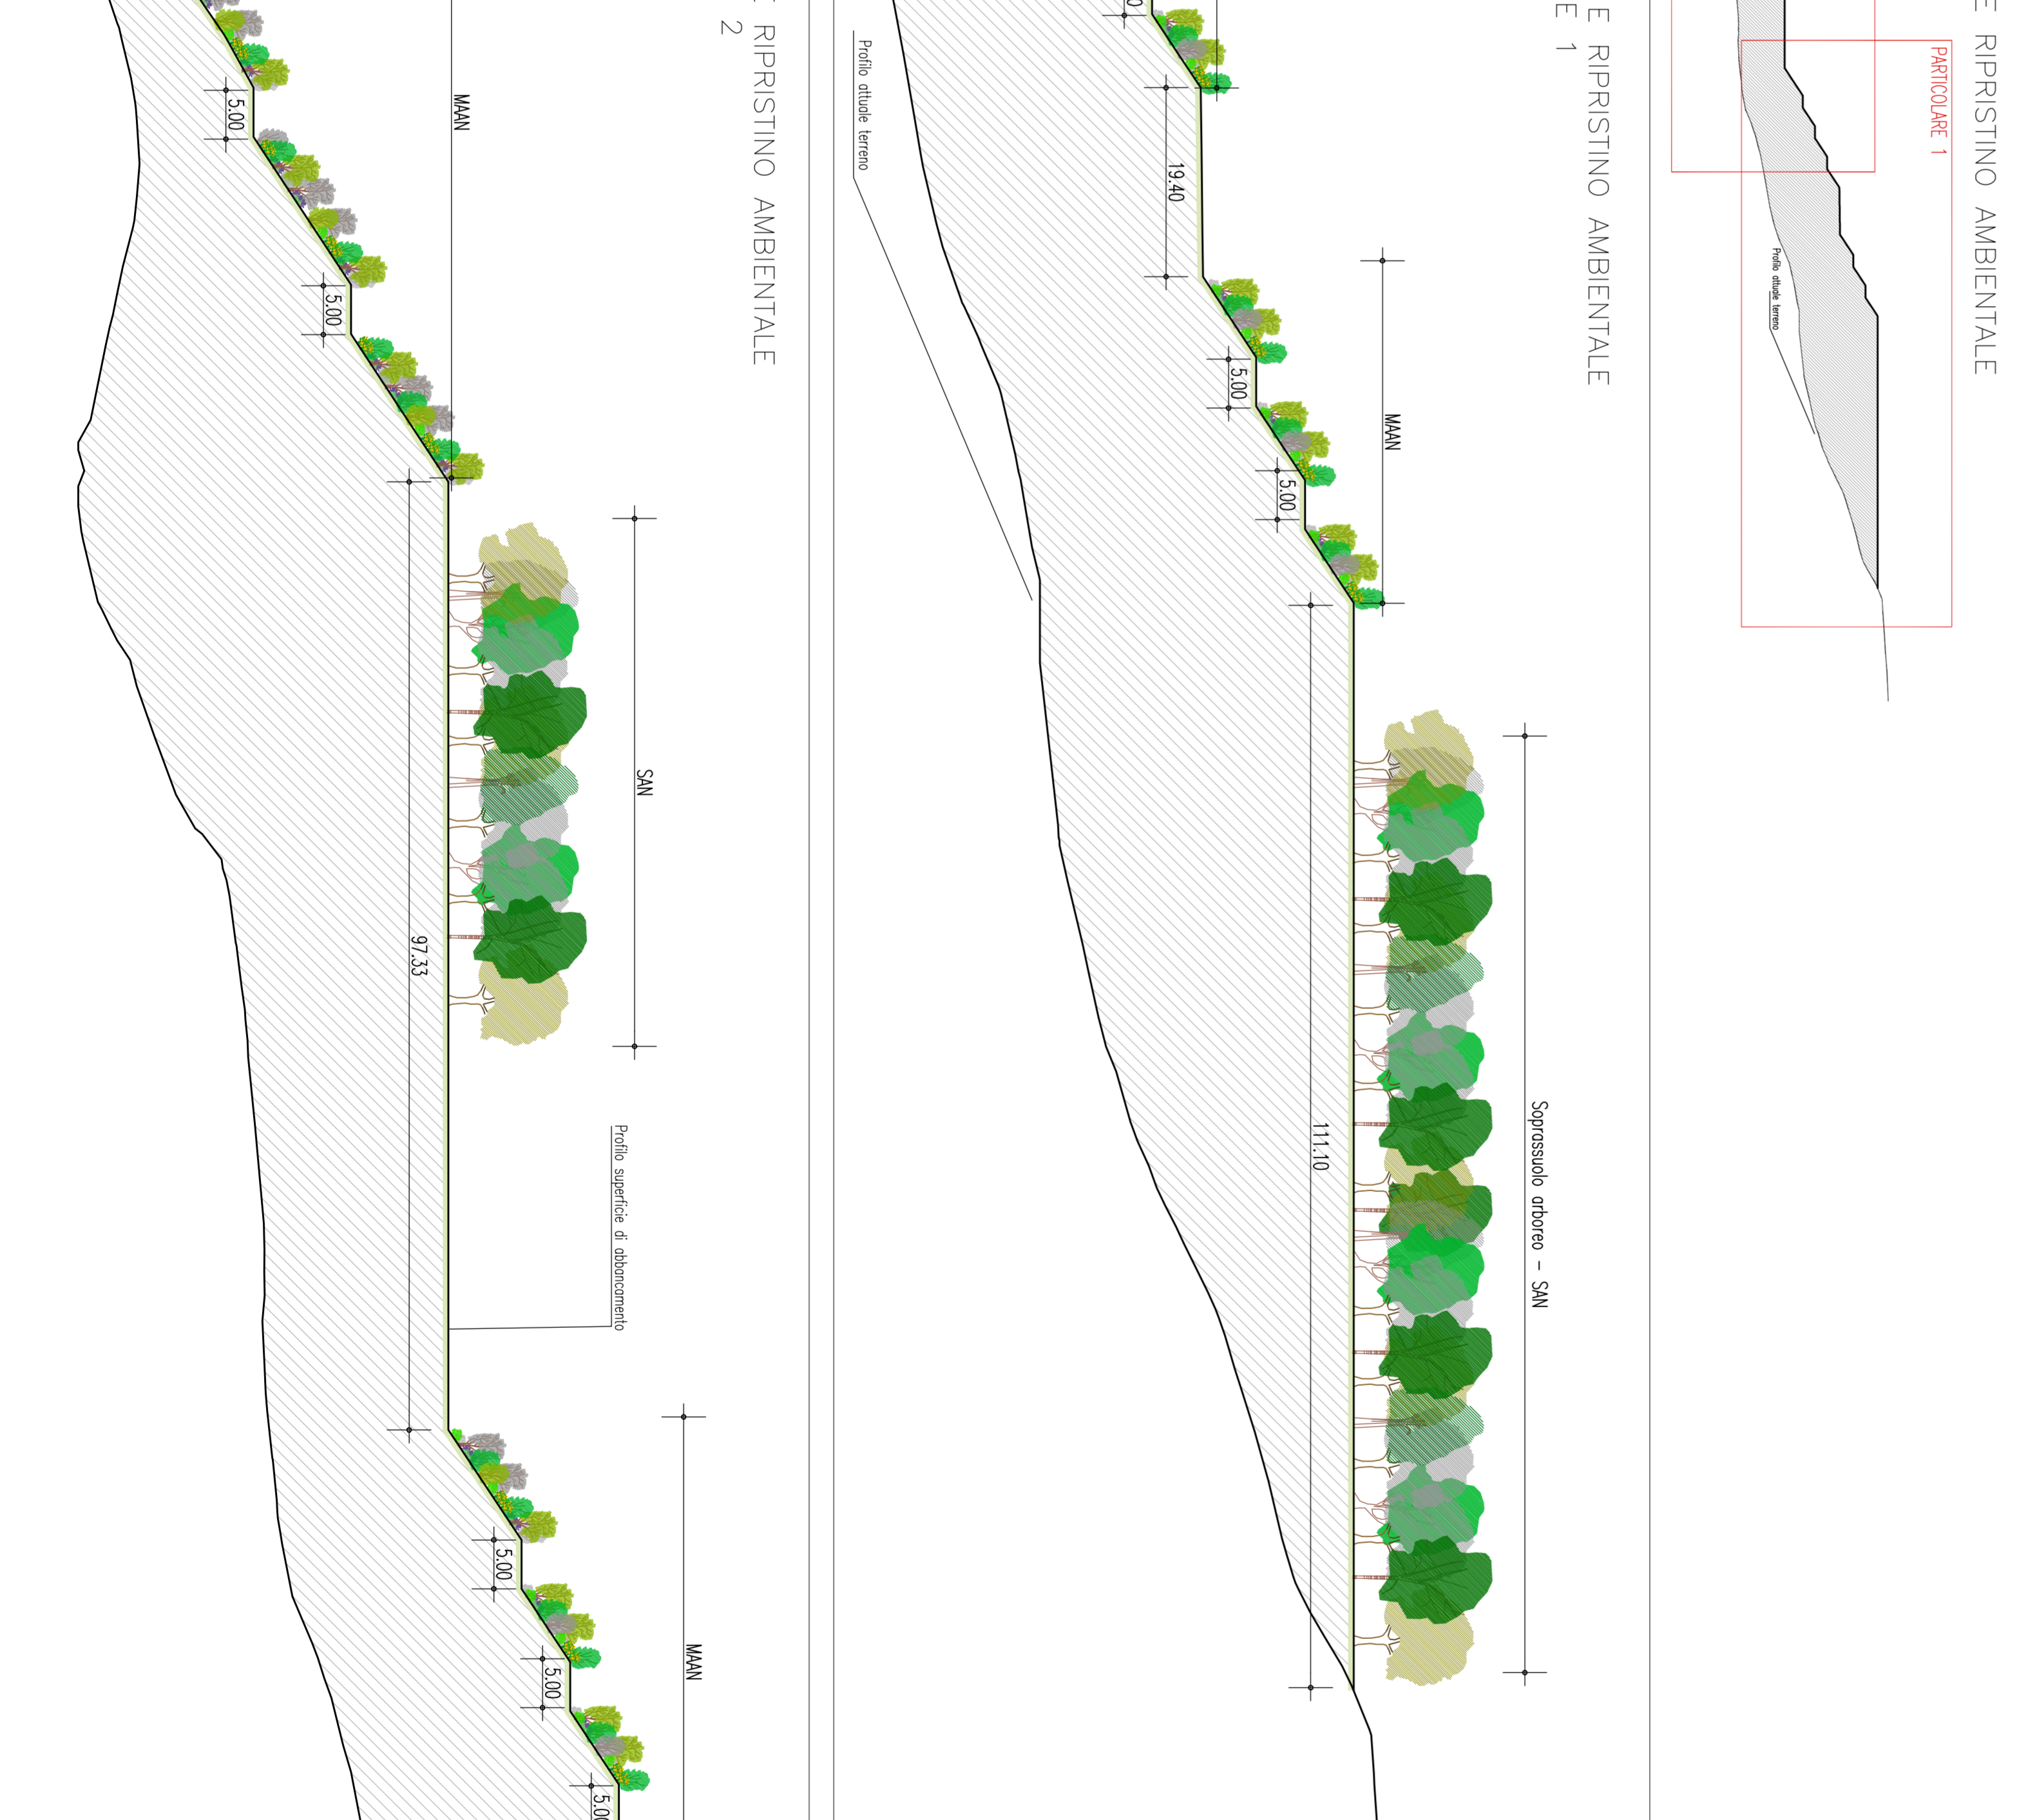 E RIPRISTINO AMBIENTALE
PARTICOLARE 1
Profilo attuale terreno
E RIPRISTINO AMBIENTALE
E 1
MAAN
Soprassuolo arboreo - SAN
19.40
5.00
5.00
111.10
Profilo attuale terreno
E RIPRISTINO AMBIENTALE
2
MAAN
SAN
MAAN
5.00
5.00
97.33
Profilo superficie di abbancamento
5.00
5.00
5.00